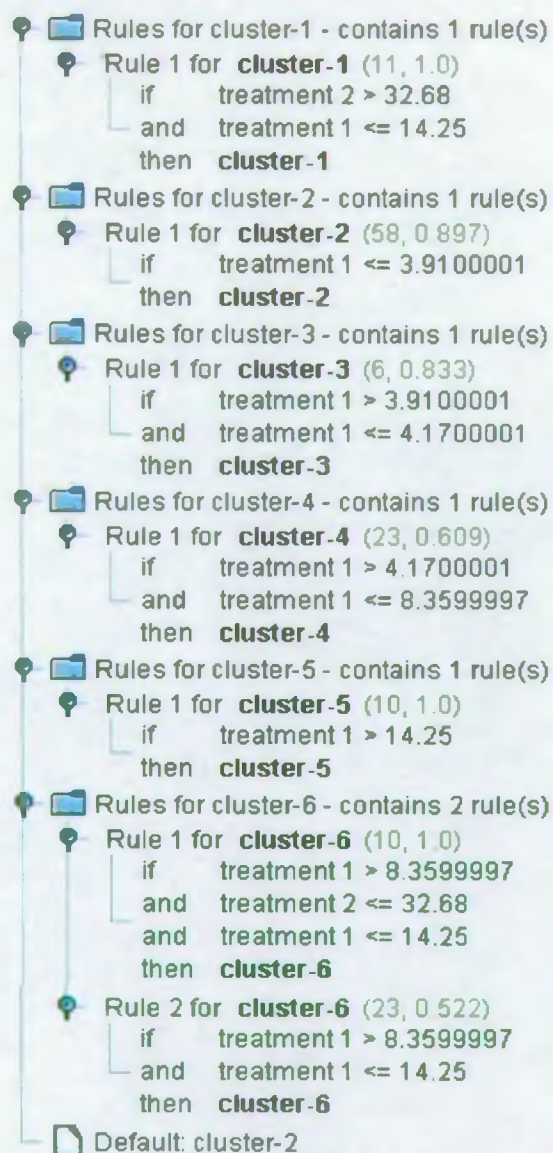 Rules for cluster-1 - contains 1 rule(s)
Rule 1 for cluster-1 (11, 1.0)
if treatment 2 > 32.68
and treatment 1 <= 14.25
then cluster-1
Rules for cluster-2 - contains 1 rule(s)
Rule 1 for cluster-2 (58, 0.897)
if treatment 1 <= 3.9100001
then cluster-2
Rules for cluster-3 - contains 1 rule(s)
Rule 1 for cluster-3 (6, 0.833)
if treatment 1 > 3.9100001
and treatment 1 <= 4.1700001
then cluster-3
Rules for cluster-4 - contains 1 rule(s)
Rule 1 for cluster-4 (23, 0.609)
if treatment 1 > 4.1700001
and treatment 1 <= 8.3599997
then cluster-4
Rules for cluster-5 - contains 1 rule(s)
Rule 1 for cluster-5 (10, 1.0)
if treatment 1 > 14.25
then cluster-5
Rules for cluster-6 - contains 2 rule(s)
Rule 1 for cluster-6 (10, 1.0)
if treatment 1 > 8.3599997
and treatment 2 <= 32.68
and treatment 1 <= 14.25
then cluster-6
Rule 2 for cluster-6 (23, 0.522)
if treatment 1 > 8.3599997
and treatment 1 <= 14.25
then cluster-6
Default: cluster-2